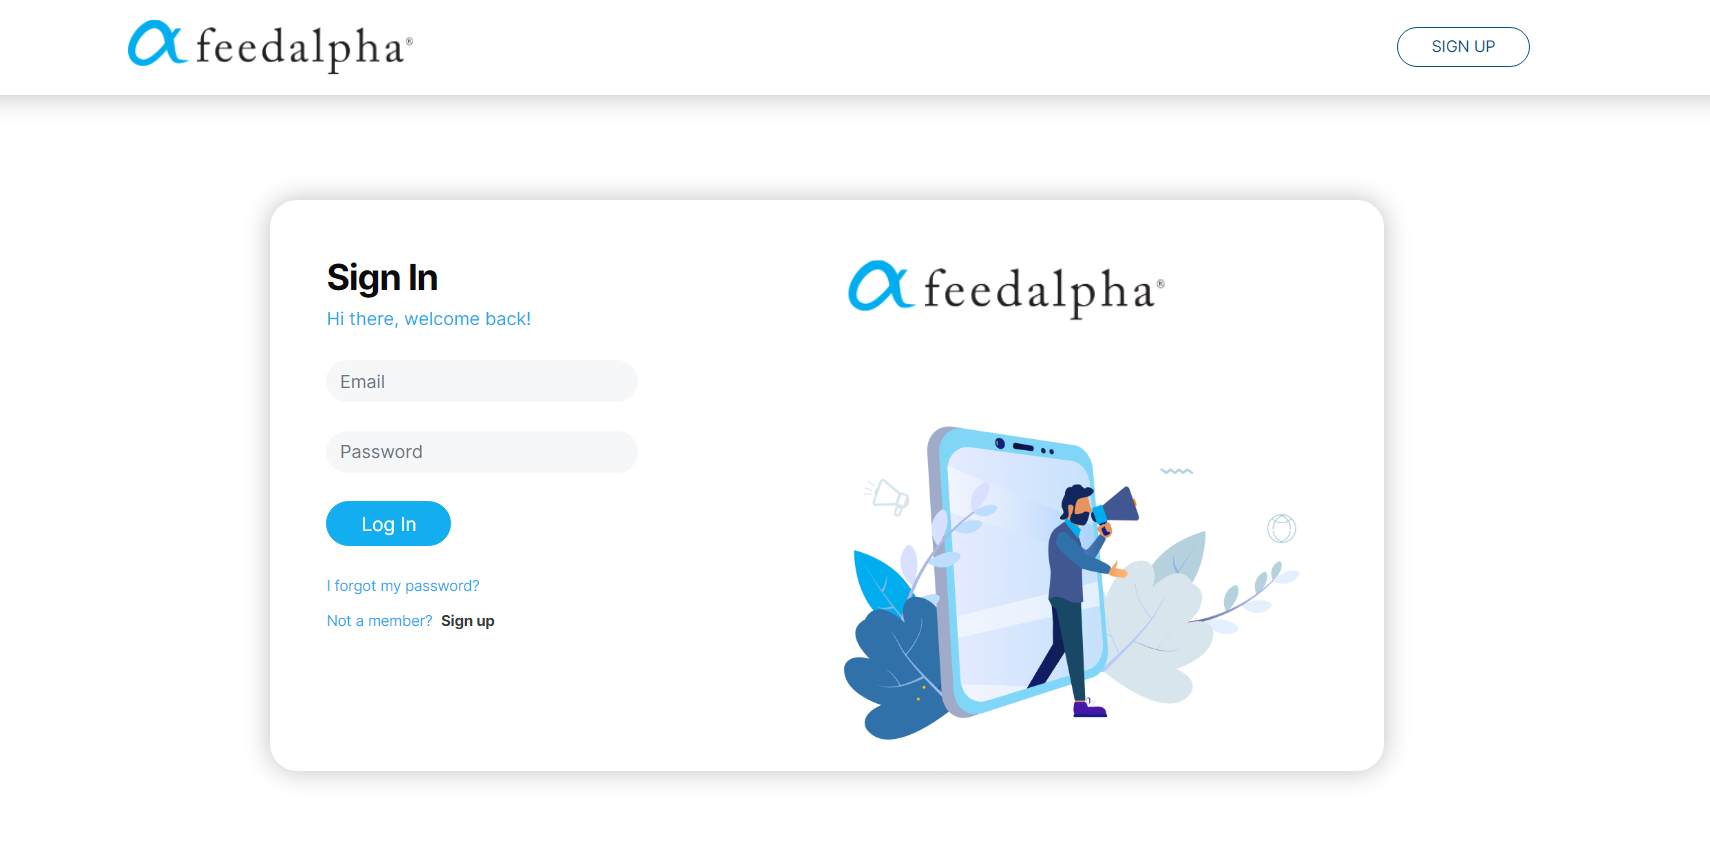 feedalpha®
SIGN UP
Sign In
Hi there, welcome back!
Email
Password
Log In
I forgot my password?
Not a member? Sign up
feedalpha®